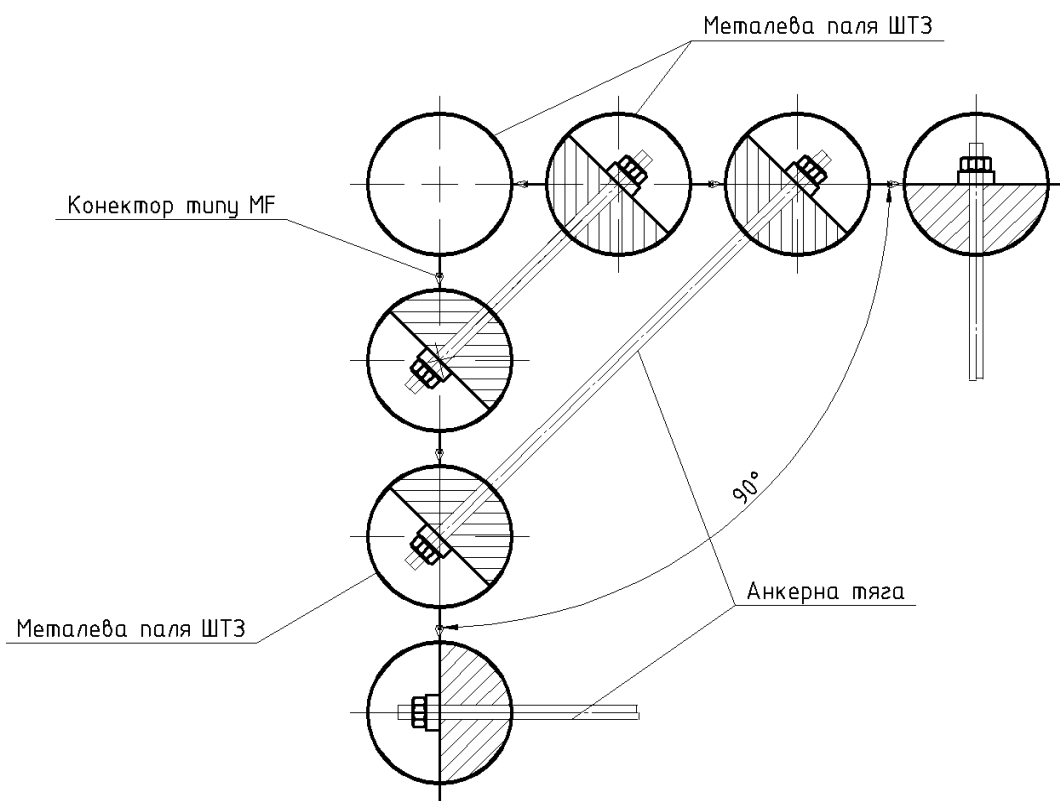 Металева паля ШТЗ
Конектор типу MF
90°
Анкерна тяга
Металева паля ШТЗ